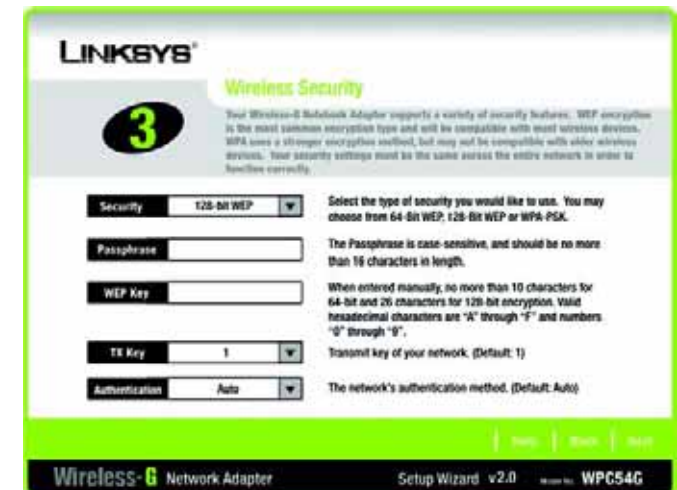 LINKSYS®
Wireless Security
3
Your Wireless-G Notebook Adapter supports a variety of security features. WEP encryption
is the most common encryption type and will be compatible with most wireless devices.
WPA uses a stronger encryption method, but may not be compatible with older wireless
devices. Your security settings must be the same across the entire network in order to
function correctly.
Security 128-Bit WEP Select the type of security you would like to use. You may
choose from 64-Bit WEP, 128-Bit WEP or WPA-PSK.
Passphrase The Passphrase is case-sensitive, and should be no more
than 16 characters in length.
WEP Key When entered manually, no more than 10 characters for
64-bit and 26 characters for 128-bit encryption. Valid
hexadecimal characters are "A" through "F" and numbers
"0" through "9".
TX Key 1 Transmit key of your network. (Default: 1)
Authentication Auto The network's authentication method. (Default: Auto)
Wireless-G Network Adapter Setup Wizard v2.0 Model No. WPC54G